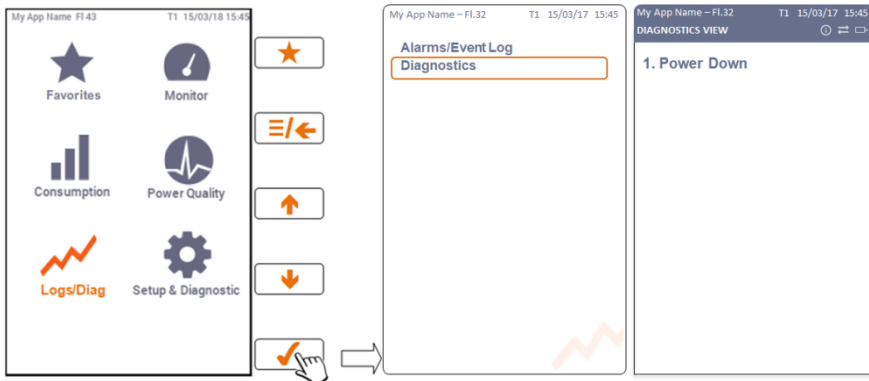 My App Name Fl 43 T1 15/03/18 15:45
Favorites Monitor
Consumption Power Quality
Logs/Diag Setup & Diagnostic
My App Name – Fl.32 T1 15/03/17 15:45
Alarms/Event Log
Diagnostics
My App Name – Fl.32 T1 15/03/17 15:45
DIAGNOSTICS VIEW
1. Power Down